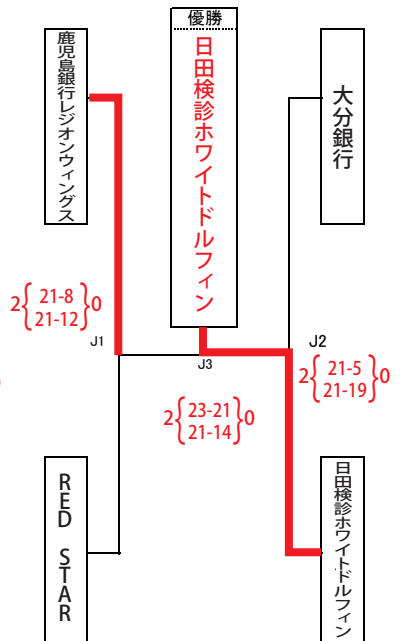 優勝
日田検診ホワイトドルフィン
鹿児島銀行レジオンウィングス
大分銀行
2{21-8 21-12}0
J1
J2
2{21-5 21-19}0
J3
2{23-21 21-14}0
RED STAR
日田検診ホワイトドルフィン